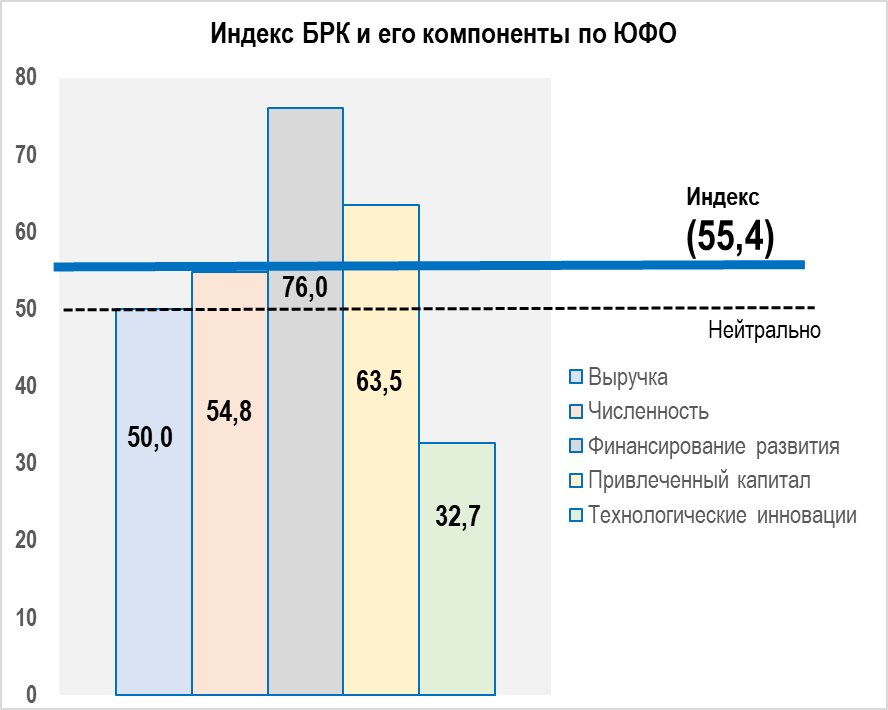 Индекс БРК и его компоненты по ЮФО
80
70
60
50
40
30
20
10
0
Индекс
(55,4)
Нейтрально
50,0
54,8
76,0
63,5
32,7
Выручка
Численность
Финансирование развития
Привлеченный капитал
Технологические инновации